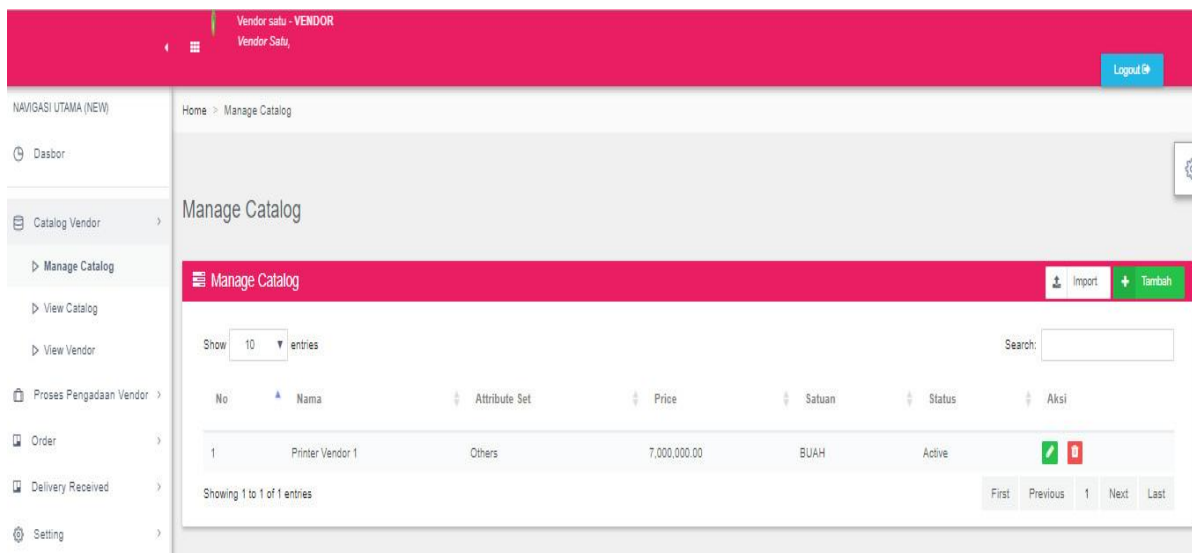 Vendor satu - VENDOR
Vendor Satu,
Logout
NAVIGASI UTAMA (NEW)
Home > Manage Catalog
Dasbor
Catalog Vendor
Manage Catalog
View Catalog
View Vendor
Proses Pengadaan Vendor
Order
Delivery Received
Setting
Manage Catalog
Manage Catalog
Import
Tambah
Show 10 entries
Search:
No Nama Attribute Set Price Satuan Status Aksi
1 Printer Vendor 1 Others 7,000,000.00 BUAH Active
Showing 1 to 1 of 1 entries
First Previous 1 Next Last